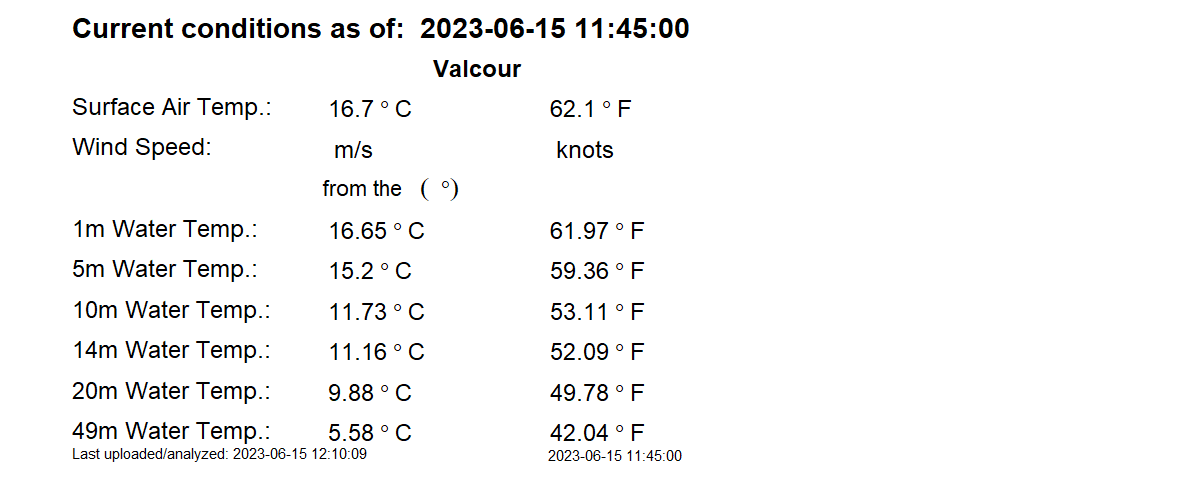 Current conditions as of: 2023-06-15 11:45:00
Valcour
Surface Air Temp.: 16.7 ° C 62.1 ° F
Wind Speed: m/s knots
from the ( °)
1m Water Temp.: 16.65 ° C 61.97 ° F
5m Water Temp.: 15.2 ° C 59.36 ° F
10m Water Temp.: 11.73 ° C 53.11 ° F
14m Water Temp.: 11.16 ° C 52.09 ° F
20m Water Temp.: 9.88 ° C 49.78 ° F
49m Water Temp.: 5.58 ° C 42.04 ° F
Last uploaded/analyzed: 2023-06-15 12:10:09 2023-06-15 11:45:00